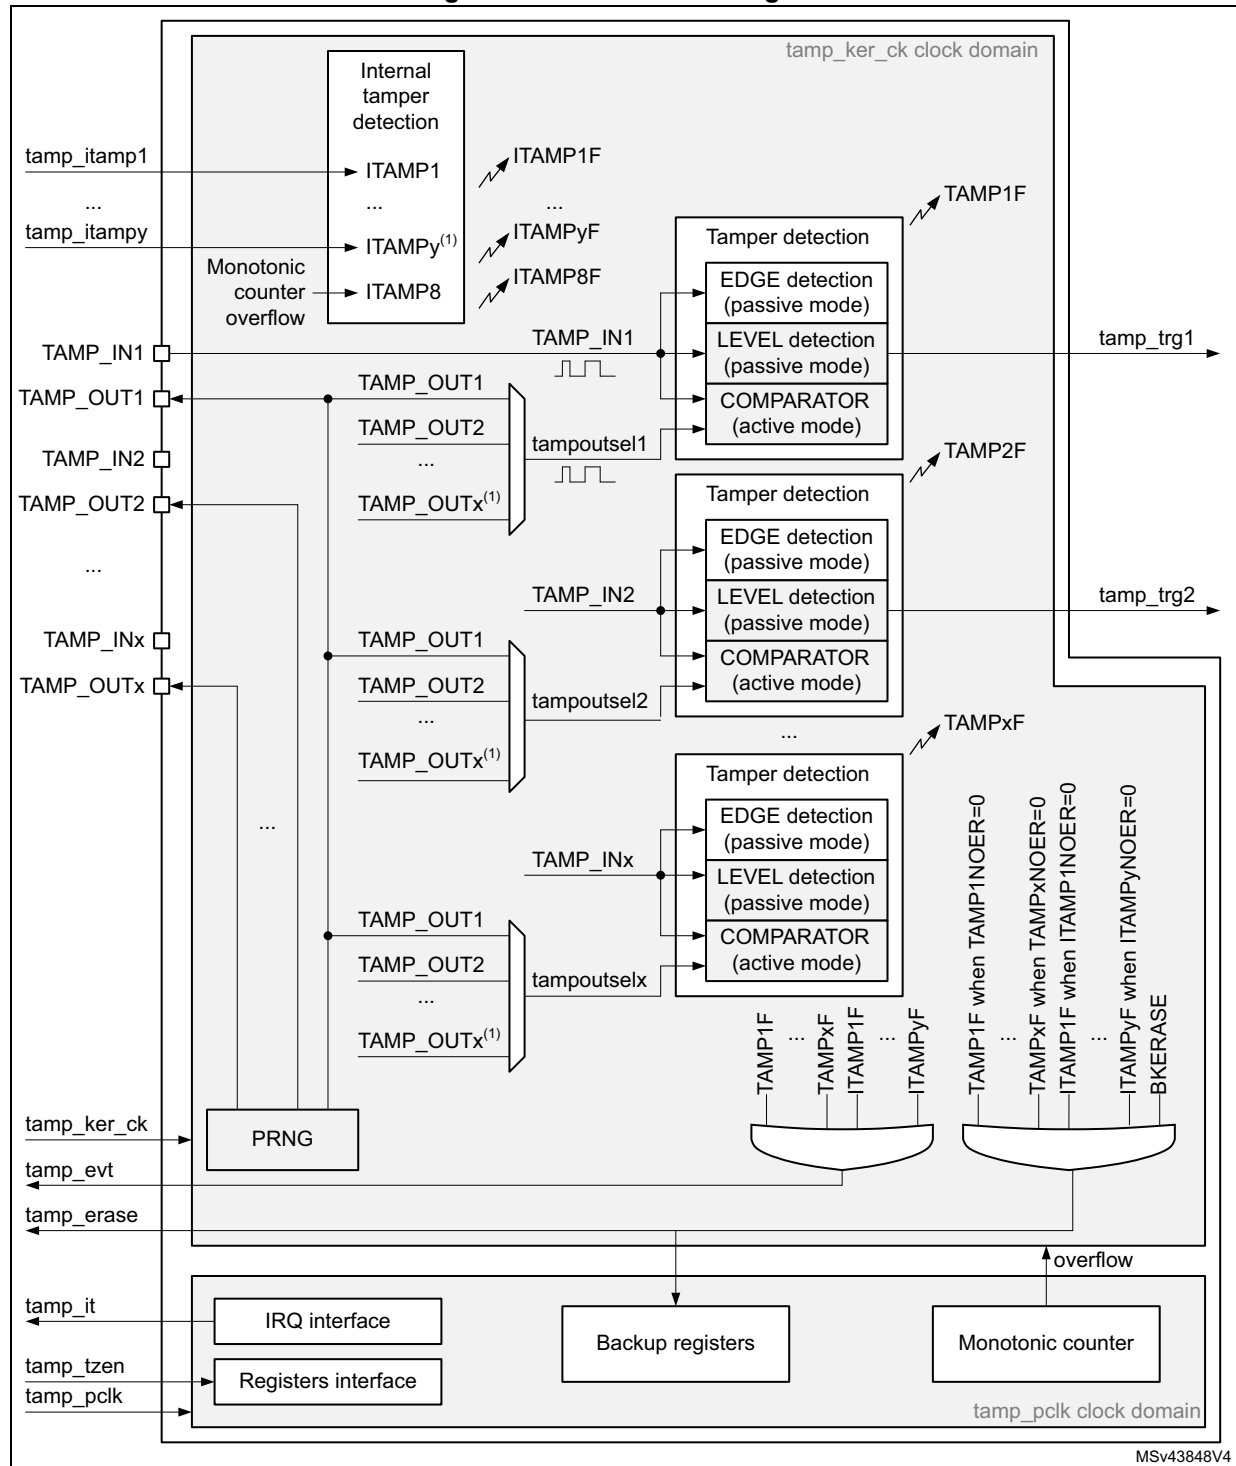 tamp_ker_ck clock domain
Internal
tamper
detection
tamp_itamp1
ITAMP1
ITAMP1F
...
...
...
tamp_itampy
ITAMPy(1)
ITAMPyF
Monotonic
counter
overflow
ITAMP8
ITAMP8F
TAMP1F
Tamper detection
EDGE detection
(passive mode)
LEVEL detection
(passive mode)
COMPARATOR
(active mode)
TAMP_IN1
TAMP_IN1
tamp_trg1
TAMP_OUT1
TAMP_OUT1
TAMP_OUT2
...
TAMP_OUTx(1)
tampoutsel1
TAMP_IN2
TAMP_OUT2
...
TAMP_INx
TAMP_OUTx
TAMP2F
Tamper detection
EDGE detection
(passive mode)
LEVEL detection
(passive mode)
COMPARATOR
(active mode)
TAMP_IN2
tamp_trg2
TAMP_OUT1
TAMP_OUT2
...
TAMP_OUTx(1)
tampoutsel2
...
TAMPxF
Tamper detection
EDGE detection
(passive mode)
LEVEL detection
(passive mode)
COMPARATOR
(active mode)
...
TAMP_INx
TAMP_OUT1
TAMP_OUT2
...
TAMP_OUTx(1)
tampoutselx
TAMP1F
...
TAMPxF
ITAMP1F
...
ITAMPyF
TAMP1F when TAMP1NOER=0
...
TAMPxF when TAMPxNOER=0
ITAMP1F when ITAMP1NOER=0
...
ITAMPyF when ITAMPyNOER=0
BKERASE
tamp_ker_ck
PRNG
tamp_evt
tamp_erase
overflow
tamp_it
IRQ interface
Backup registers
Monotonic counter
tamp_tzen
Registers interface
tamp_pclk
tamp_pclk clock domain
MSv43848V4